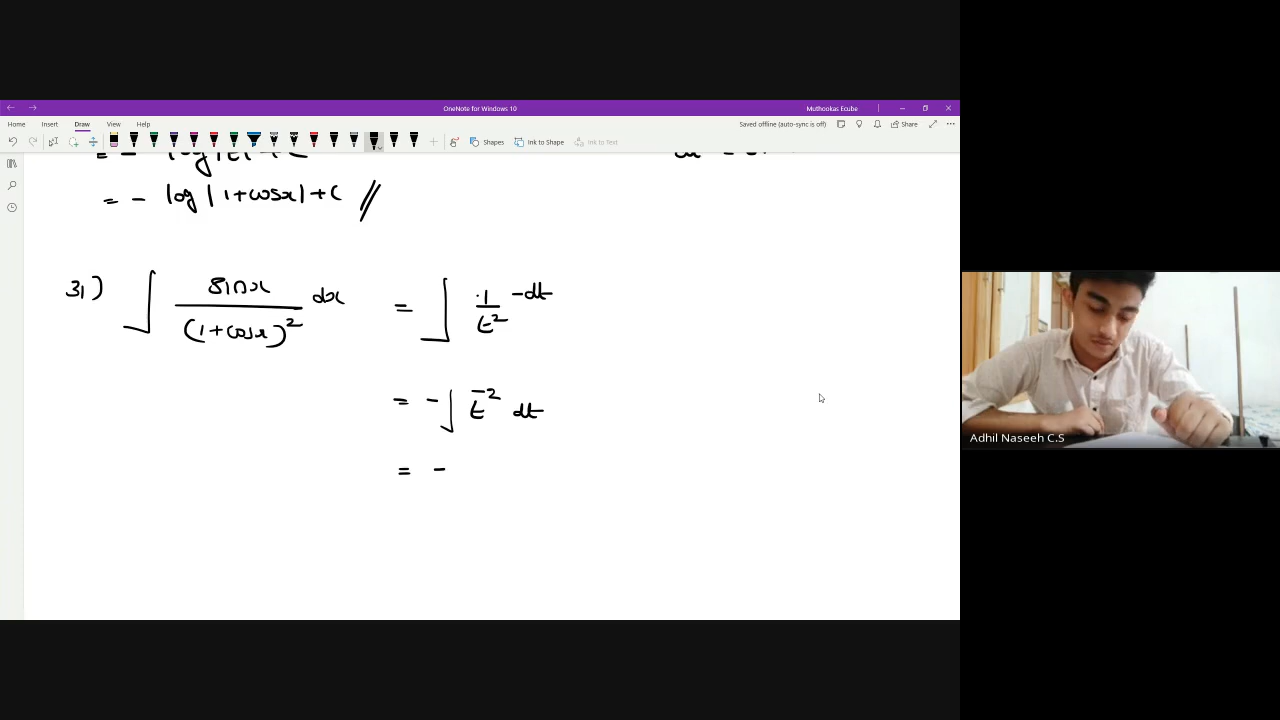 OneNote for Windows 10
Muthookas Ecube
Home Insert Draw View Help
Saved offline (auto-sync is off)
Share
Shapes
Ink to Shape
Ink to Text
= - log |t| + C
= - log | 1+cosx| + C //
31) ∫ sinx / (1+cosx)² dx = ∫ 1/t² -dt
= - ∫ t⁻² dt
= -
Adhil Naseeh C.S